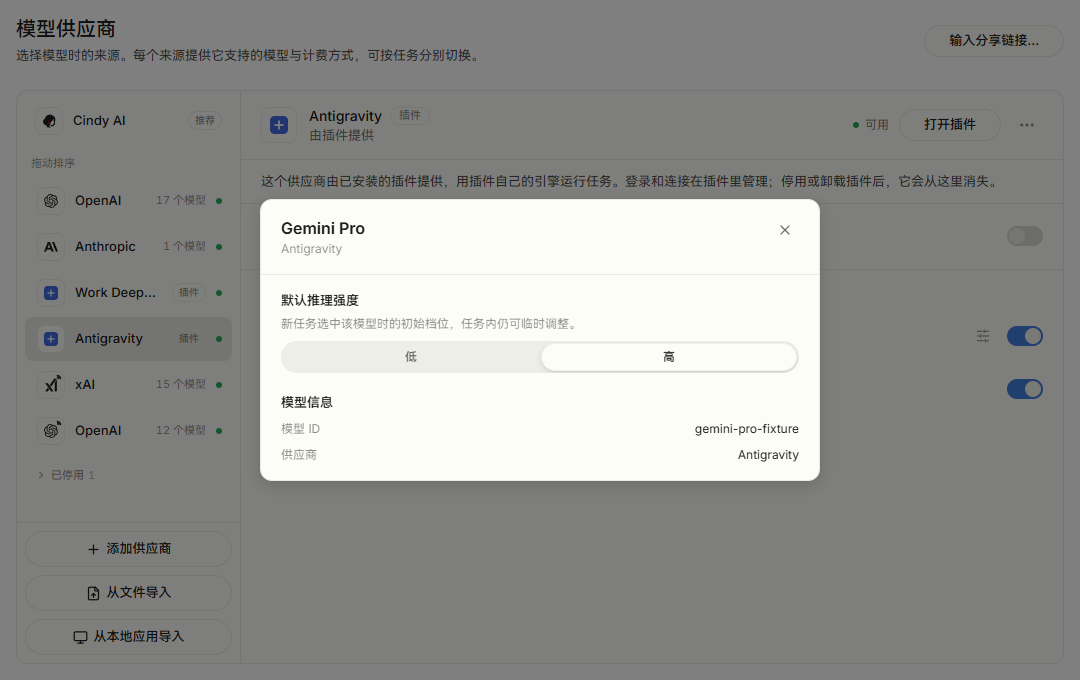 模型供应商
选择模型时的来源。每个来源提供它支持的模型与计费方式，可按任务分别切换。
输入分享链接...
Cindy AI
推荐
拖动排序
OpenAI
17 个模型
Anthropic
1 个模型
Work Deep...
插件
Antigravity
插件
xAI
15 个模型
OpenAI
12 个模型
已停用 1
添加供应商
从文件导入
从本地应用导入
Antigravity
插件
由插件提供
可用
打开插件
这个供应商由已安装的插件提供，用插件自己的引擎运行任务。登录和连接在插件里管理；停用或卸载插件后，它会从这里消失。
Gemini Pro
Antigravity
默认推理强度
新任务选中该模型时的初始档位，任务内仍可临时调整。
低
高
模型信息
模型 ID
gemini-pro-fixture
供应商
Antigravity